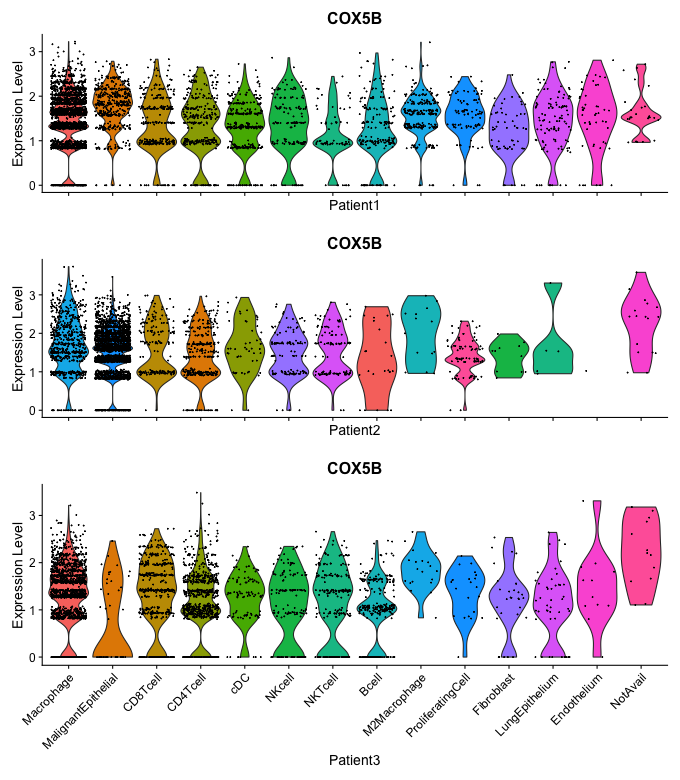 COX5B
Expression Level
3
2
1
0
Patient1
COX5B
Expression Level
3
2
1
0
Patient2
COX5B
Expression Level
3
2
1
0
Macrophage
MalignantEpithelial
CD8Tcell
CD4Tcell
cDC
NKcell
NKTcell
Bcell
M2Macrophage
ProliferatingCell
Fibroblast
LungEpithelium
Endothelium
NotAvail
Patient3